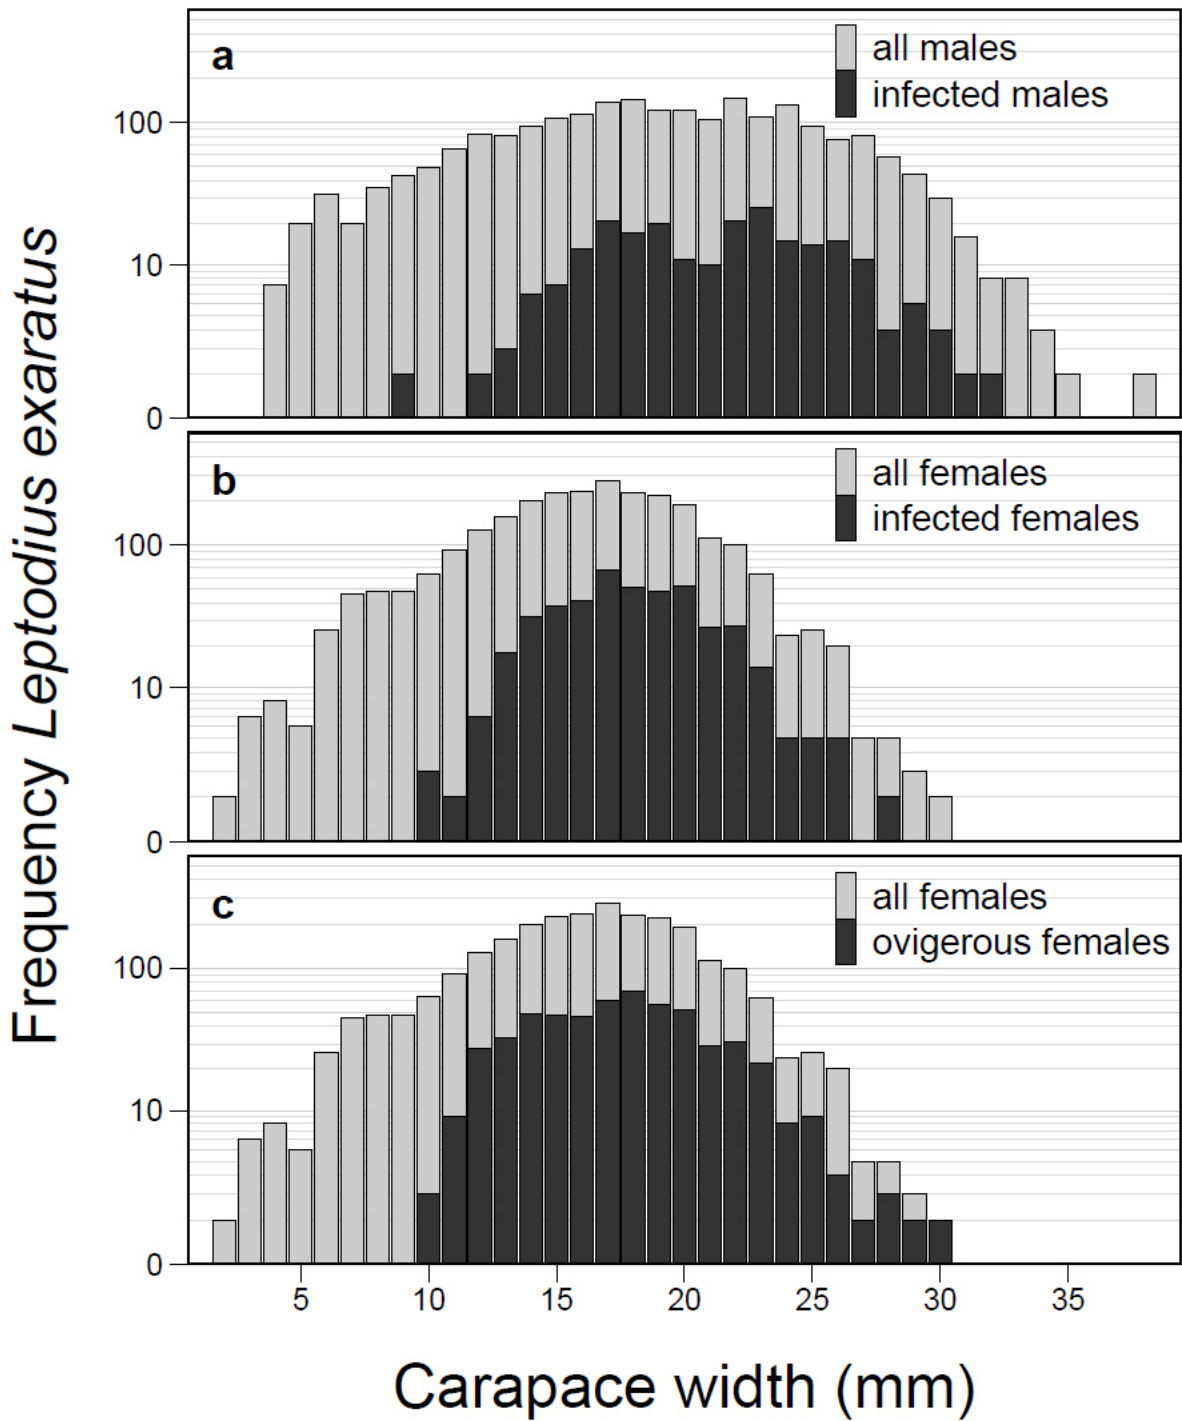 Frequency Leptodius exaratus
a
all males
infected males
100
10
0
b
all females
infected females
100
10
0
c
all females
ovigerous females
100
10
0
5 10 15 20 25 30 35
Carapace width (mm)